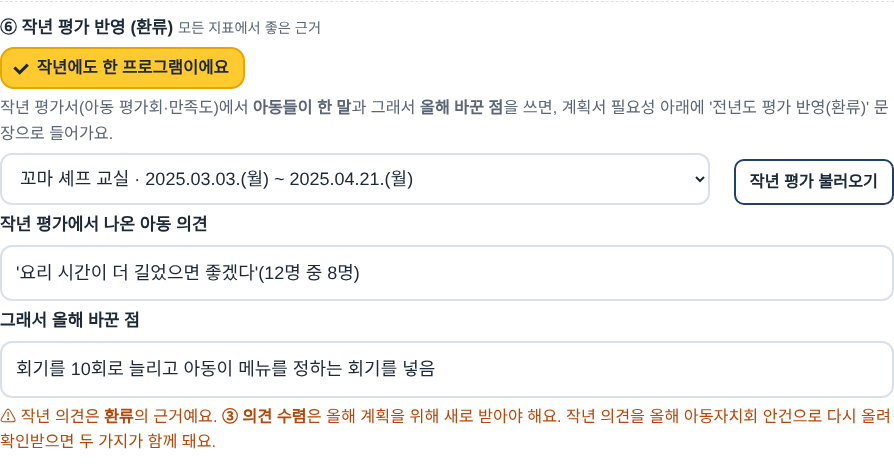 ⑥ 작년 평가 반영 (환류) 모든 지표에서 좋은 근거
✔ 작년에도 한 프로그램이에요
작년 평가서(아동 평가회·만족도)에서 아동들이 한 말과 그래서 올해 바꾼 점을 쓰면, 계획서 필요성 아래에 '전년도 평가 반영(환류)' 문
장으로 들어가요.
꼬마 셰프 교실 · 2025.03.03.(월) ~ 2025.04.21.(월)
작년 평가 불러오기
작년 평가에서 나온 아동 의견
'요리 시간이 더 길었으면 좋겠다'(12명 중 8명)
그래서 올해 바꾼 점
회기를 10회로 늘리고 아동이 메뉴를 정하는 회기를 넣음
⚠ 작년 의견은 환류의 근거예요. ③ 의견 수렴은 올해 계획을 위해 새로 받아야 해요. 작년 의견을 올해 아동자치회 안건으로 다시 올려
확인받으면 두 가지가 함께 돼요.